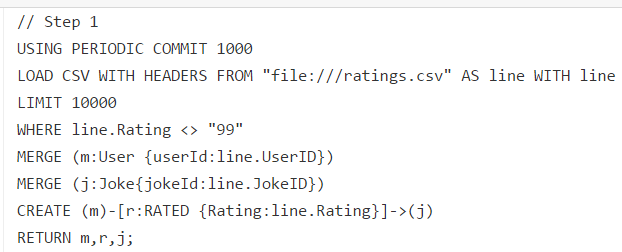 // Step 1
USING PERIODIC COMMIT 1000
LOAD CSV WITH HEADERS FROM "file:///ratings.csv" AS line WITH line
LIMIT 10000
WHERE line.Rating <> "99"
MERGE (m:User {userId:line.UserID})
MERGE (j:Joke{jokeId:line.JokeID})
CREATE (m)-[r:RATED {Rating:line.Rating}]->(j)
RETURN m,r,j;